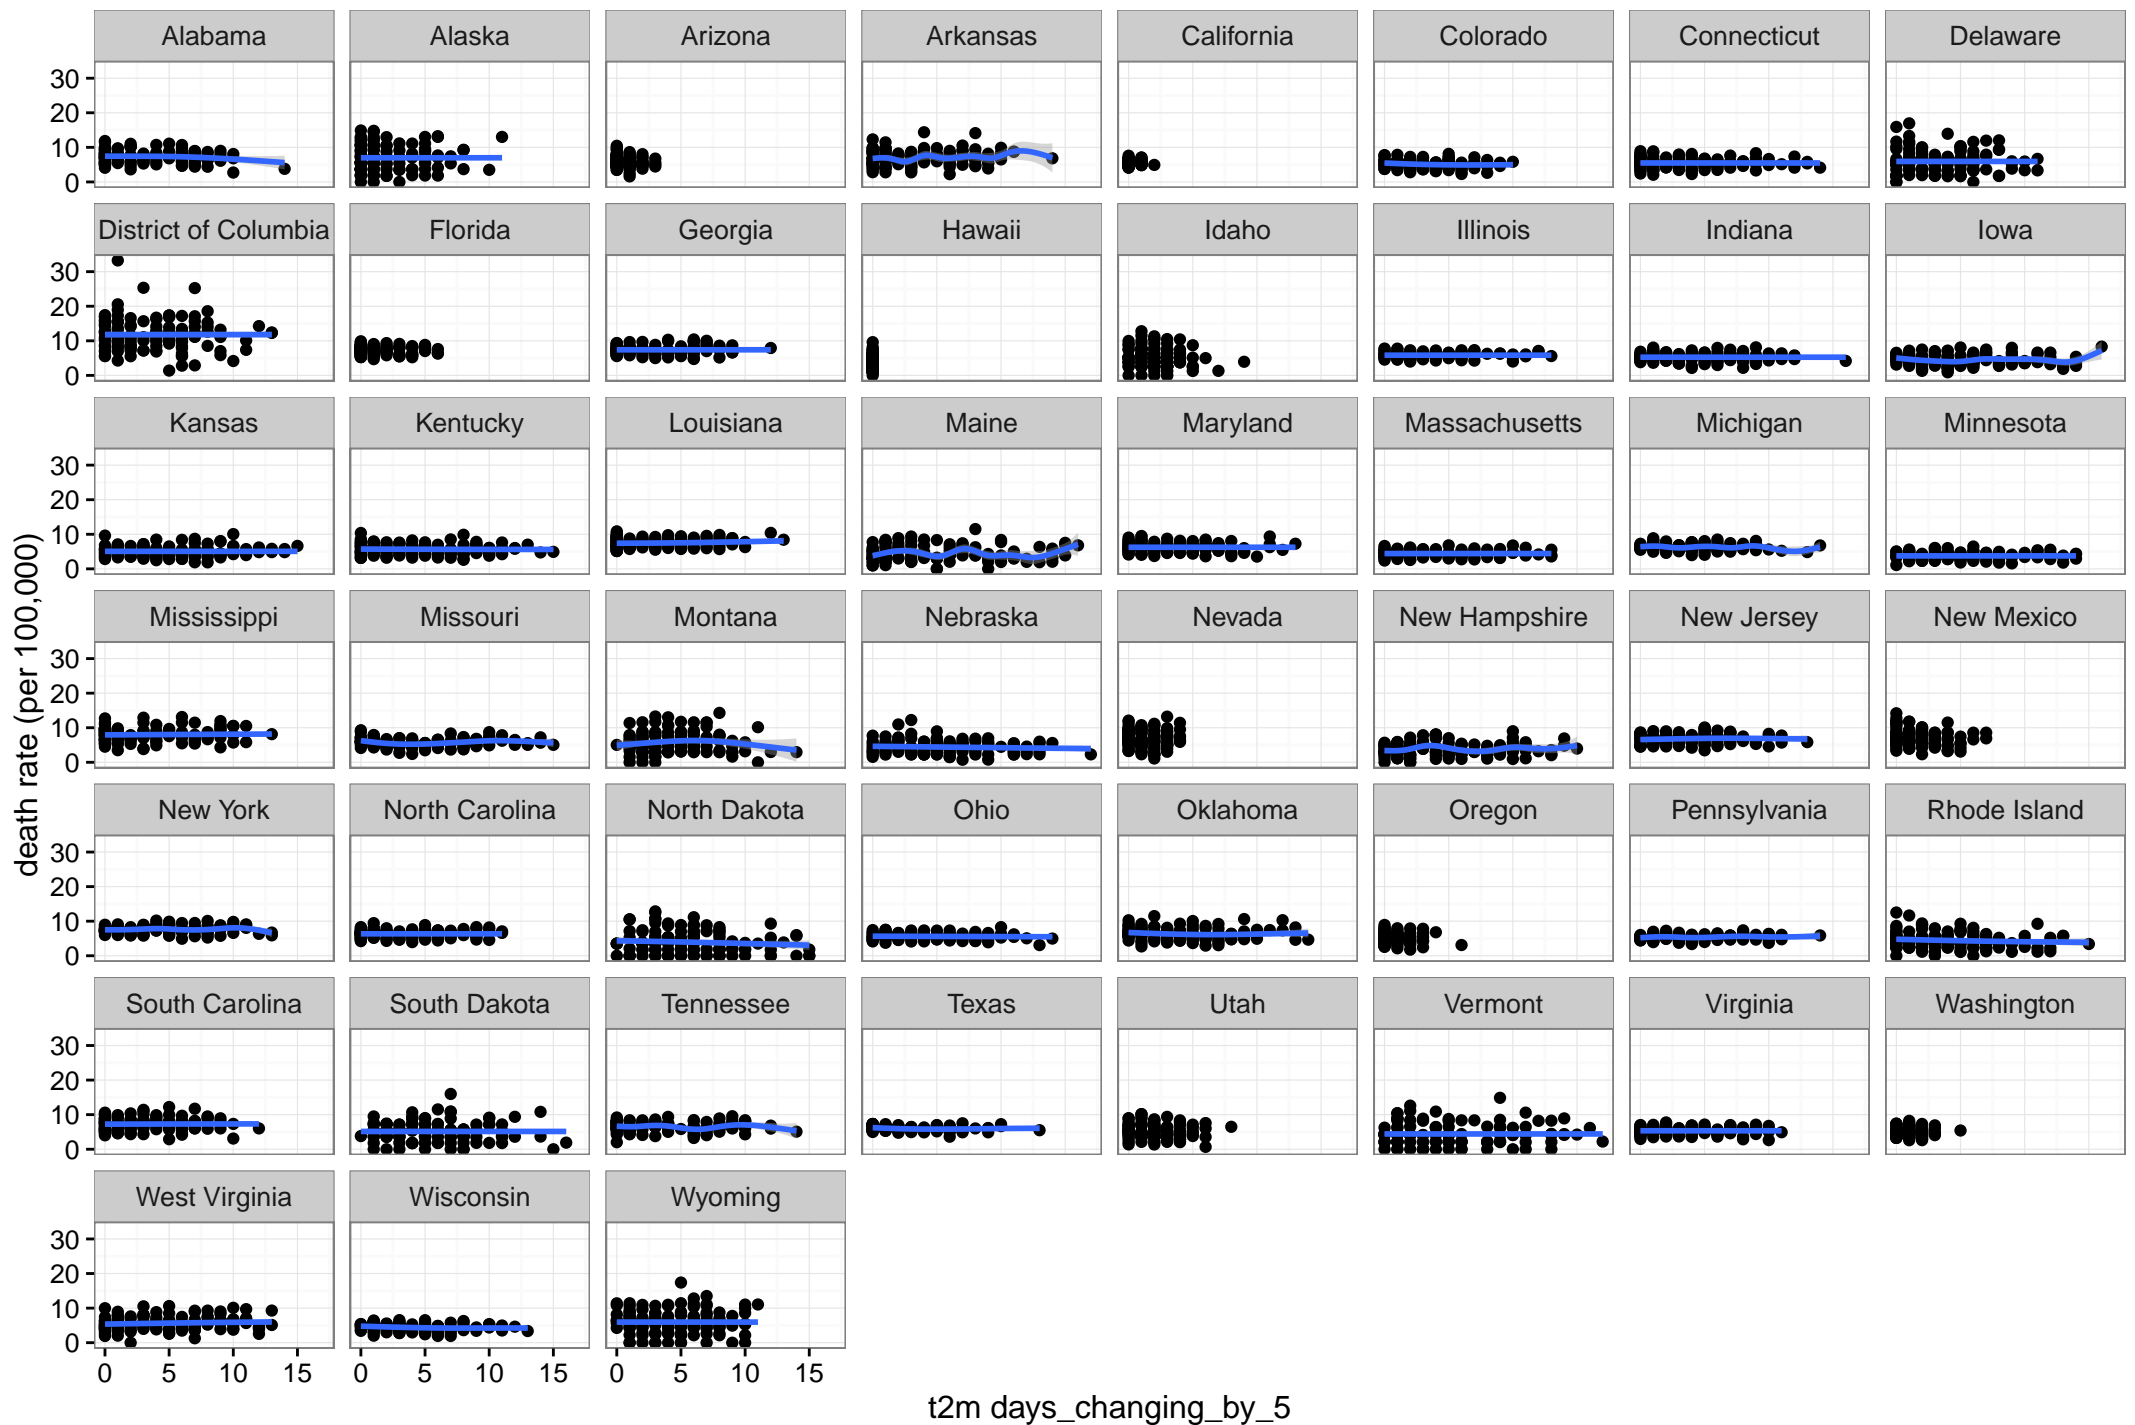 Alabama Alaska Arizona Arkansas California Colorado Connecticut Delaware
30
20
10
0
District of Columbia Florida Georgia Hawaii Idaho Illinois Indiana Iowa
30
20
10
0
Kansas Kentucky Louisiana Maine Maryland Massachusetts Michigan Minnesota
30
20
10
0
death rate (per 100,000)
Mississippi Missouri Montana Nebraska Nevada New Hampshire New Jersey New Mexico
30
20
10
0
New York North Carolina North Dakota Ohio Oklahoma Oregon Pennsylvania Rhode Island
30
20
10
0
South Carolina South Dakota Tennessee Texas Utah Vermont Virginia Washington
30
20
10
0
West Virginia Wisconsin Wyoming
30
20
10
0
0 5 10 15 0 5 10 15 0 5 10 15
t2m days_changing_by_5